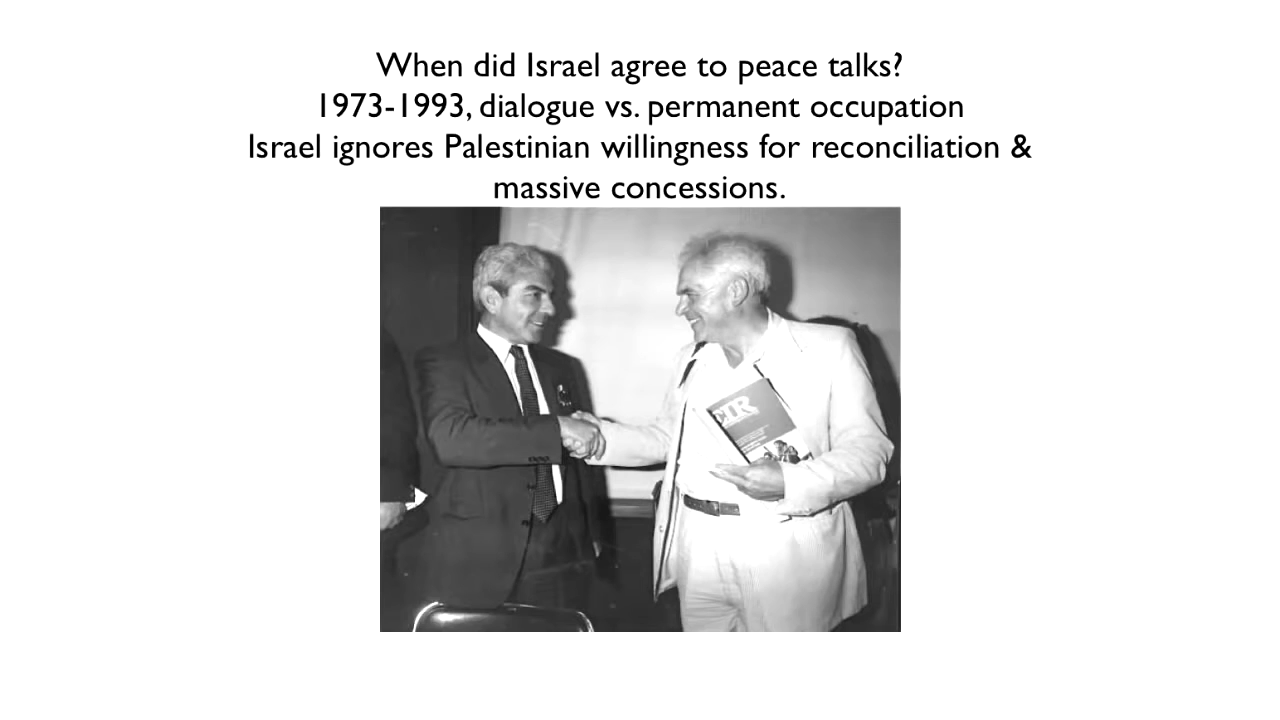 When did Israel agree to peace talks?
1973-1993, dialogue vs. permanent occupation
Israel ignores Palestinian willingness for reconciliation &
massive concessions.